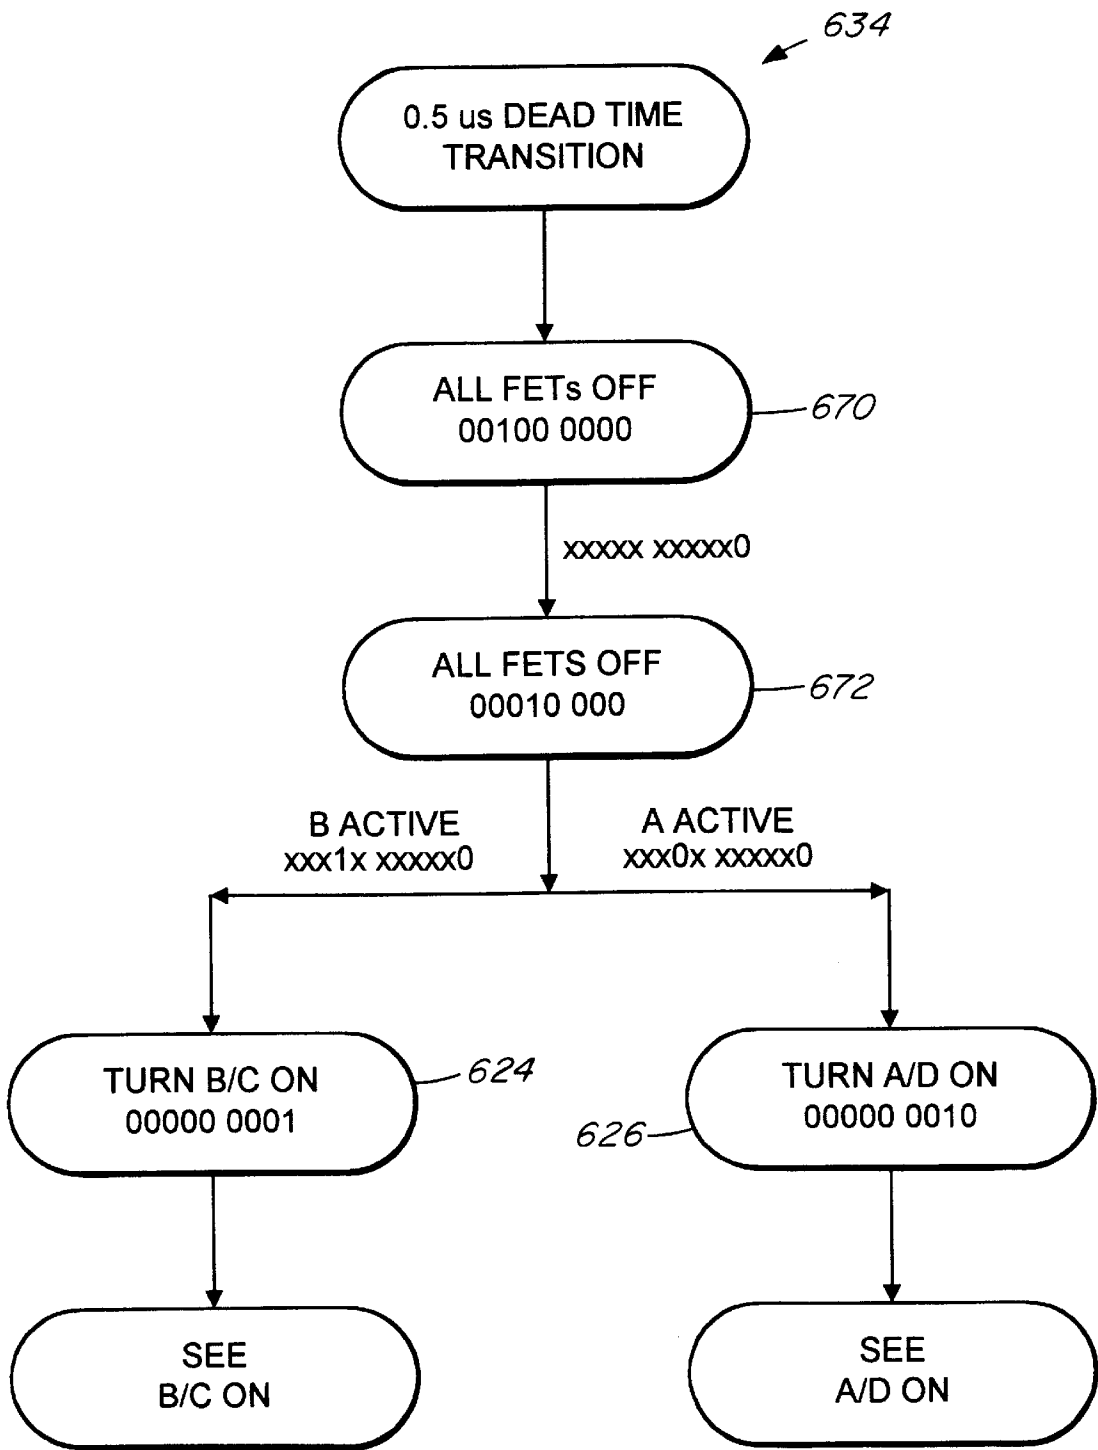 634
0.5 us DEAD TIME
TRANSITION
ALL FETs OFF
00100 0000
670
xxxxx xxxxx0
ALL FETS OFF
00010 000
672
B ACTIVE
xxx1x xxxxx0
A ACTIVE
xxx0x xxxxx0
TURN B/C ON
00000 0001
624
TURN A/D ON
00000 0010
626
SEE
B/C ON
SEE
A/D ON